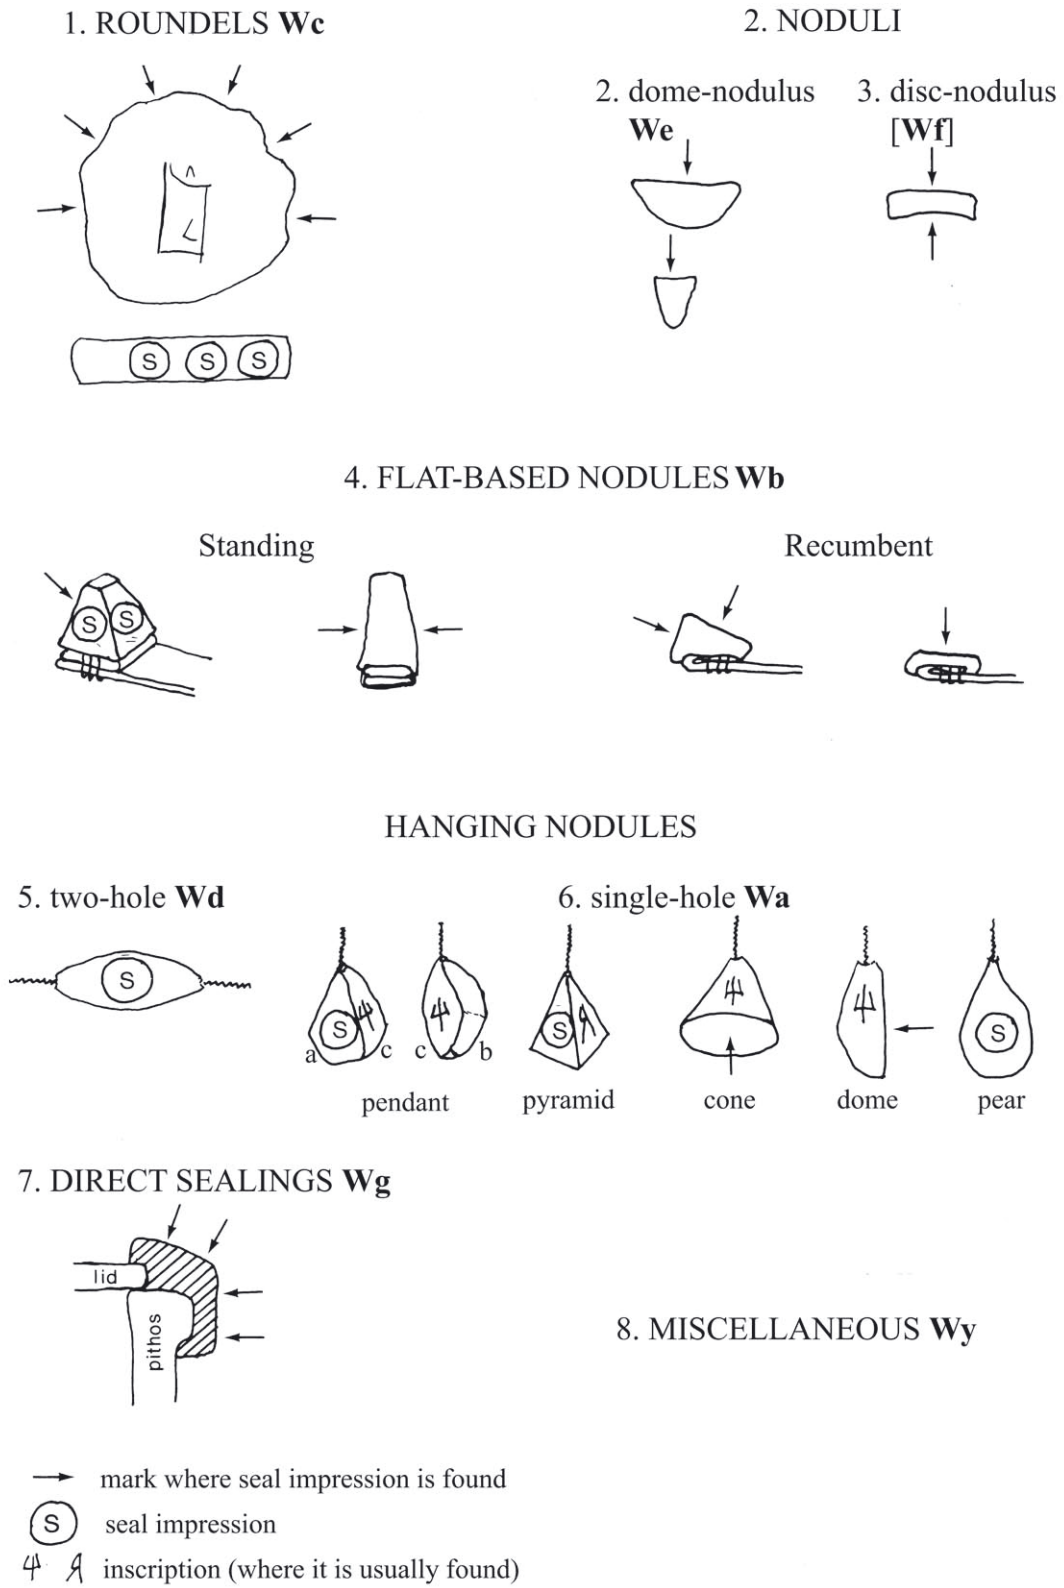 1. ROUNDELS Wc
2. NODULI
2. dome-nodulus
We
3. disc-nodulus
[Wf]
S S S
4. FLAT-BASED NODULES Wb
Standing
Recumbent
S S
HANGING NODULES
5. two-hole Wd
6. single-hole Wa
S
S
a c c b
S
S
pendant pyramid cone dome pear
7. DIRECT SEALINGS Wg
lid
pithos
8. MISCELLANEOUS Wy
mark where seal impression is found
S seal impression
inscription (where it is usually found)